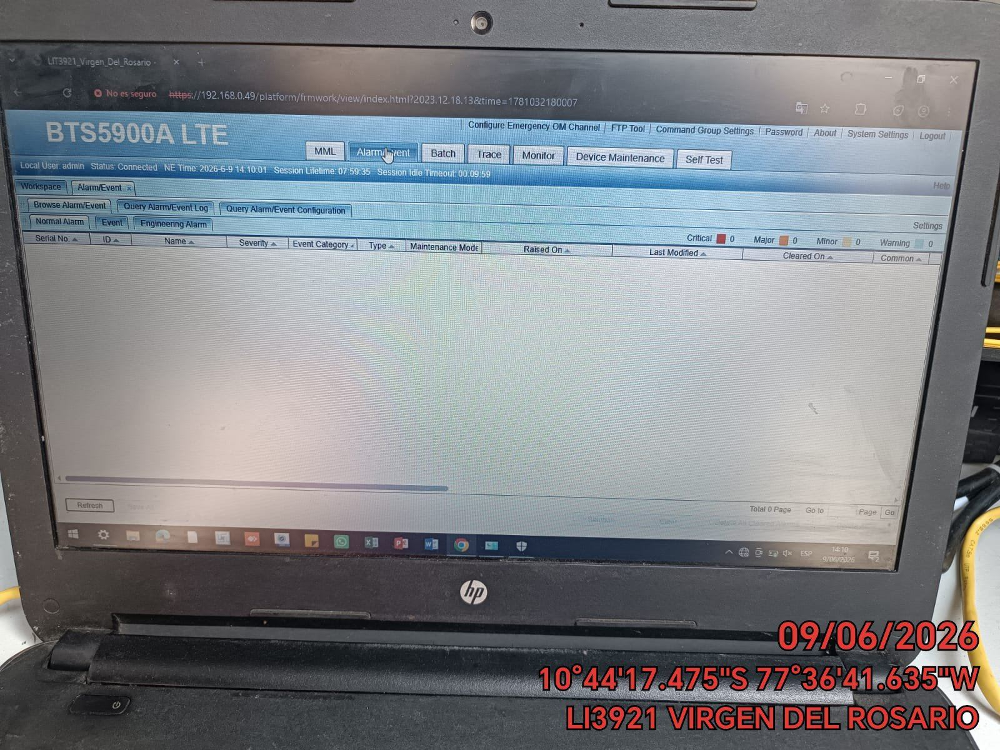 LIT3921_Virgen_Del_Rosario -
No es seguro https://192.168.0.49/platform/frmwork/view/index.html?2023.12.18.13&time=1781032180007
BTS5900A LTE
Configure Emergency OM Channel FTP Tool Command Group Settings Password About System Settings Logout
MML Alarm/Event Batch Trace Monitor Device Maintenance Self Test
Local User: admin Status: Connected NE Time: 2026-6-9 14:10:01 Session Lifetime: 07:59:35 Session Idle Timeout: 00:09:59
Help
Workspace Alarm/Event
Browse Alarm/Event Query Alarm/Event Log Query Alarm/Event Configuration
Normal Alarm Event Engineering Alarm Settings
Critical 0 Major 0 Minor 0 Warning 0
Serial No. ID Name Severity Event Category Type Maintenance Mode Raised On Last Modified Cleared On Common
Refresh Save All
Total 0 Page Go to Page Go
ESP 14:10
9/06/2026
hp
09/06/2026
10°44'17.475"S 77°36'41.635"W
LI3921 VIRGEN DEL ROSARIO